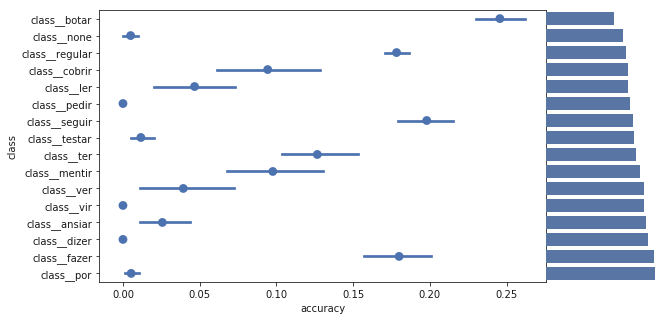 class__botar
class__none
class__regular
class__cobrir
class__ler
class__pedir
class__seguir
class__testar
class__ter
class__mentir
class__ver
class__vir
class__ansiar
class__dizer
class__fazer
class__por
class
0.00 0.05 0.10 0.15 0.20 0.25
accuracy